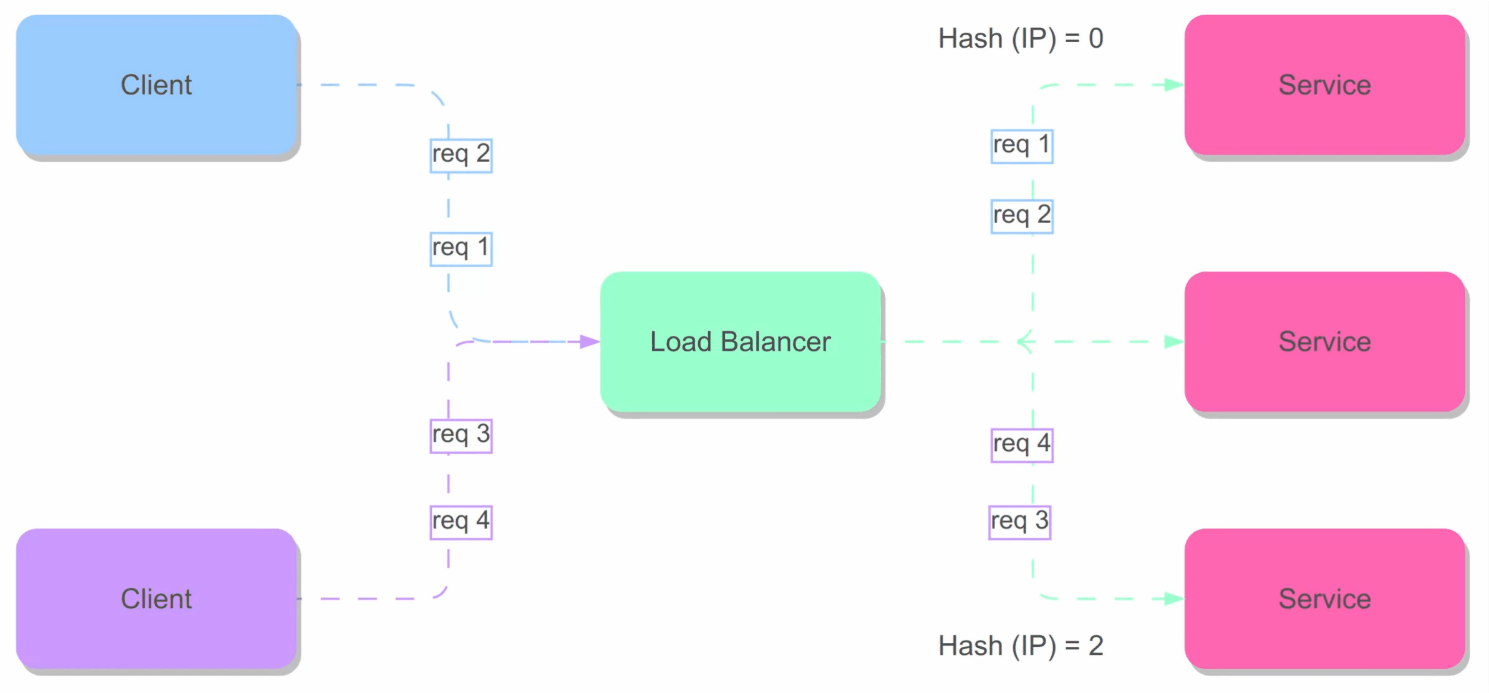 Client
Hash (IP) = 0
Service
req 2
req 1
req 1
req 2
Load Balancer
Service
req 3
req 4
req 4
req 3
Client
Service
Hash (IP) = 2